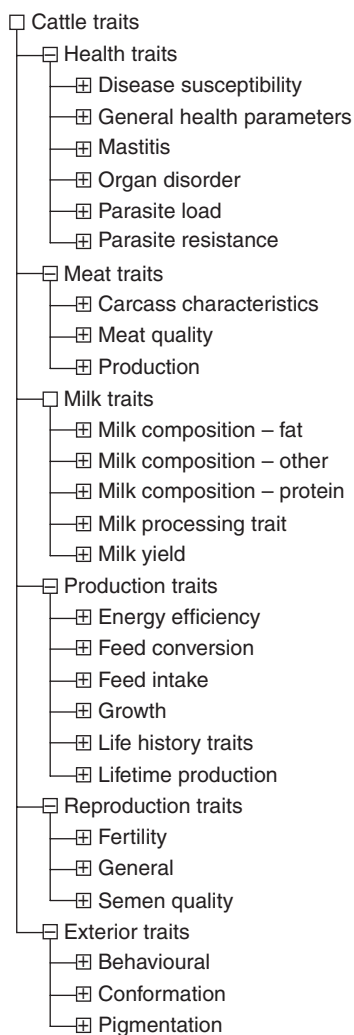 Cattle traits
Health traits
Disease susceptibility
General health parameters
Mastitis
Organ disorder
Parasite load
Parasite resistance
Meat traits
Carcass characteristics
Meat quality
Production
Milk traits
Milk composition – fat
Milk composition – other
Milk composition – protein
Milk processing trait
Milk yield
Production traits
Energy efficiency
Feed conversion
Feed intake
Growth
Life history traits
Lifetime production
Reproduction traits
Fertility
General
Semen quality
Exterior traits
Behavioural
Conformation
Pigmentation